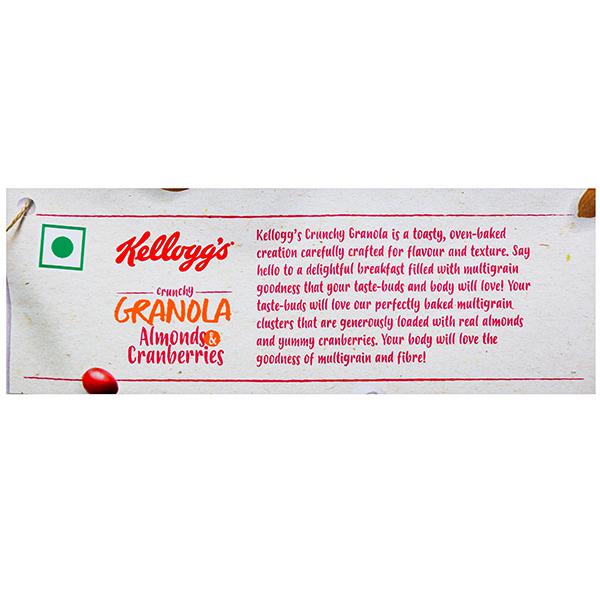 Kellogg's
Crunchy
GRANOLA
Almonds &
Cranberries
Kellogg's Crunchy Granola is a toasty, oven-baked
creation carefully crafted for flavour and texture. Say
hello to a delightful breakfast filled with multigrain
goodness that your taste-buds and body will love! Your
taste-buds will love our perfectly baked multigrain
clusters that are generously loaded with real almonds
and yummy cranberries. Your body will love the
goodness of multigrain and fibre!